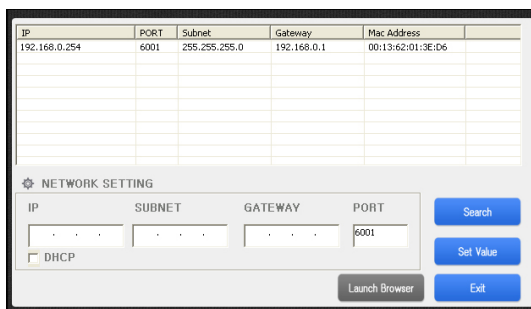 IP PORT Subnet Gateway Mac Address
192.168.0.254 6001 255.255.255.0 192.168.0.1 00:13:62:01:3E:D6
NETWORK SETTING
IP SUBNET GATEWAY PORT
. . . . . . . . . 6001
DHCP
Search
Set Value
Launch Browser Exit